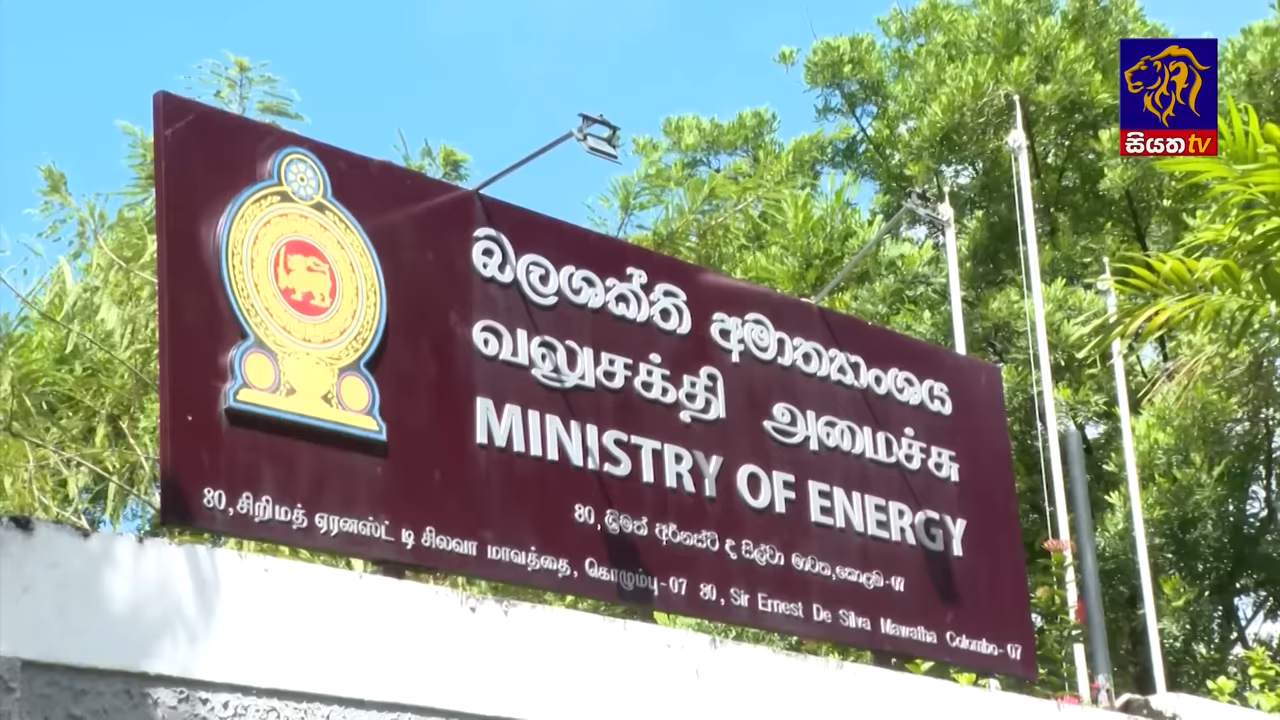 සියත tv
බලශක්ති අමාත්‍යාංශය
வலுசக்தி அமைச்சு
MINISTRY OF ENERGY
80, ශ්‍රීමත් අර්නස්ට් ද සිල්වා මාවත, කොළඹ - 07
80, சிறிமத் ஏரனஸ்ட் டி சிலவா மாவத்தை, கொழும்பு - 07 80, Sir Ernest De Silva Mawatha Colombo - 07